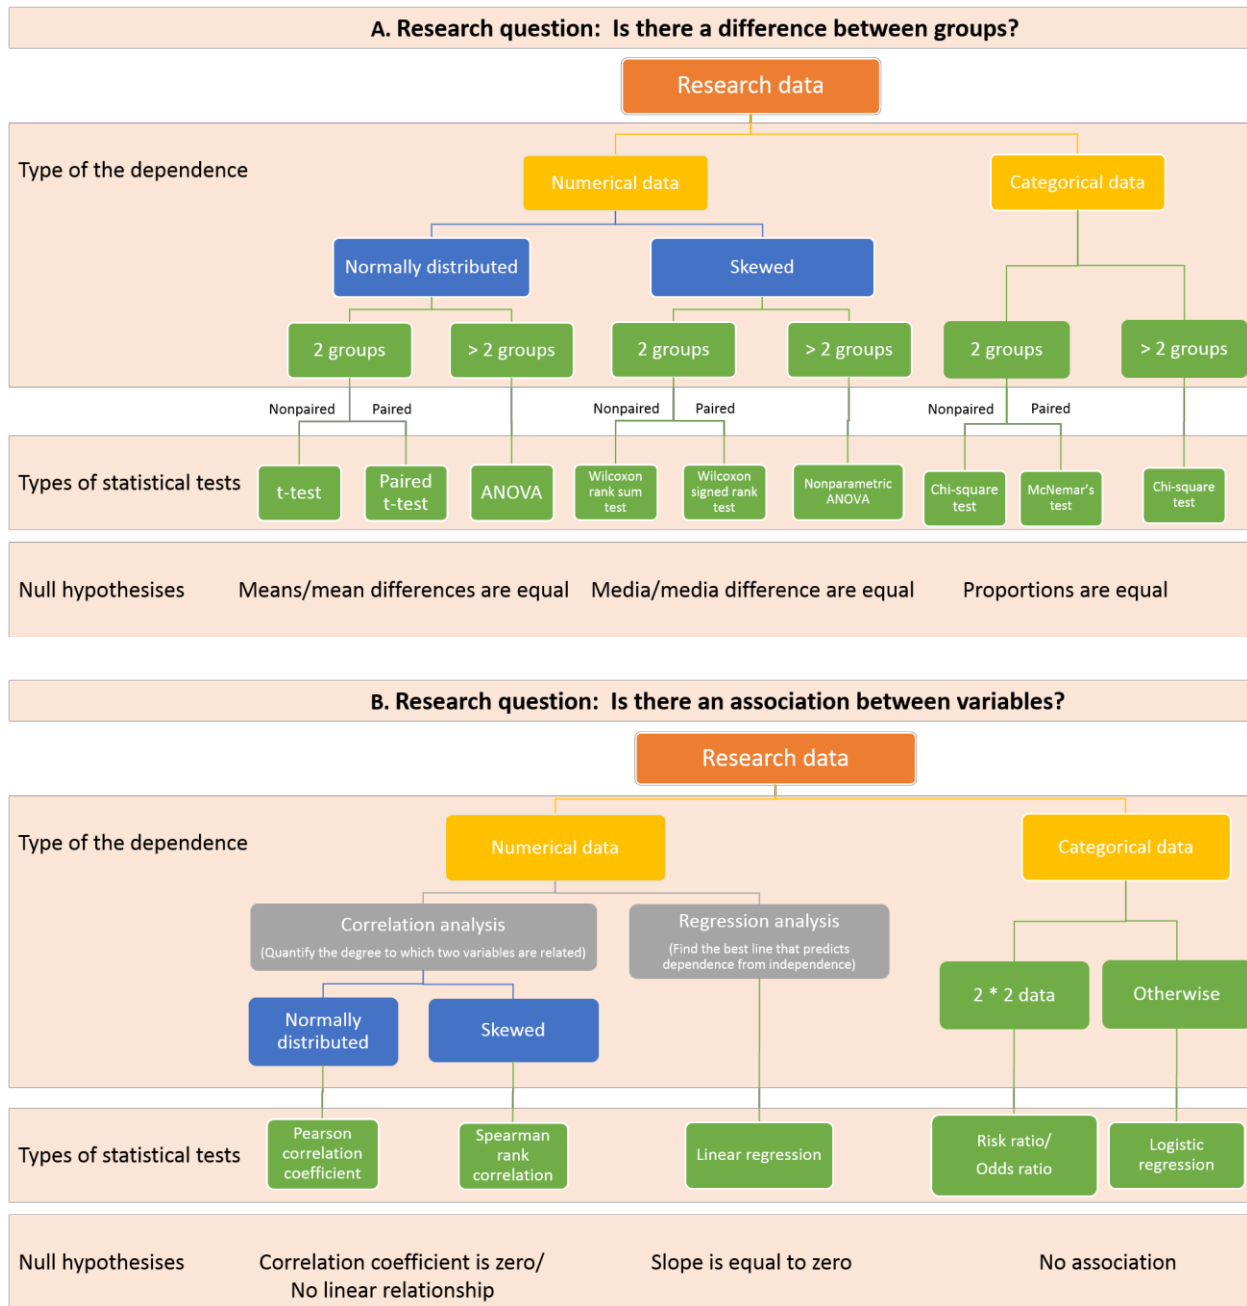 A. Research question: Is there a difference between groups?
Research data
Type of the dependence
Numerical data
Categorical data
Normally distributed
Skewed
2 groups
> 2 groups
2 groups
> 2 groups
2 groups
> 2 groups
Nonpaired
Paired
Nonpaired
Paired
Nonpaired
Paired
Types of statistical tests
t-test
Paired
t-test
ANOVA
Wilcoxon
rank sum
test
Wilcoxon
signed rank
test
Nonparametric
ANOVA
Chi-square
test
McNemar's
test
Chi-square
test
Null hypothesises
Means/mean differences are equal
Media/media difference are equal
Proportions are equal
B. Research question: Is there an association between variables?
Research data
Type of the dependence
Numerical data
Categorical data
Correlation analysis
(Quantify the degree to which two variables are related)
Regression analysis
(Find the best line that predicts
dependence from independence)
2 * 2 data
Otherwise
Normally
distributed
Skewed
Types of statistical tests
Pearson
correlation
coefficient
Spearman
rank
correlation
Linear regression
Risk ratio/
Odds ratio
Logistic
regression
Null hypothesises
Correlation coefficient is zero/
No linear relationship
Slope is equal to zero
No association